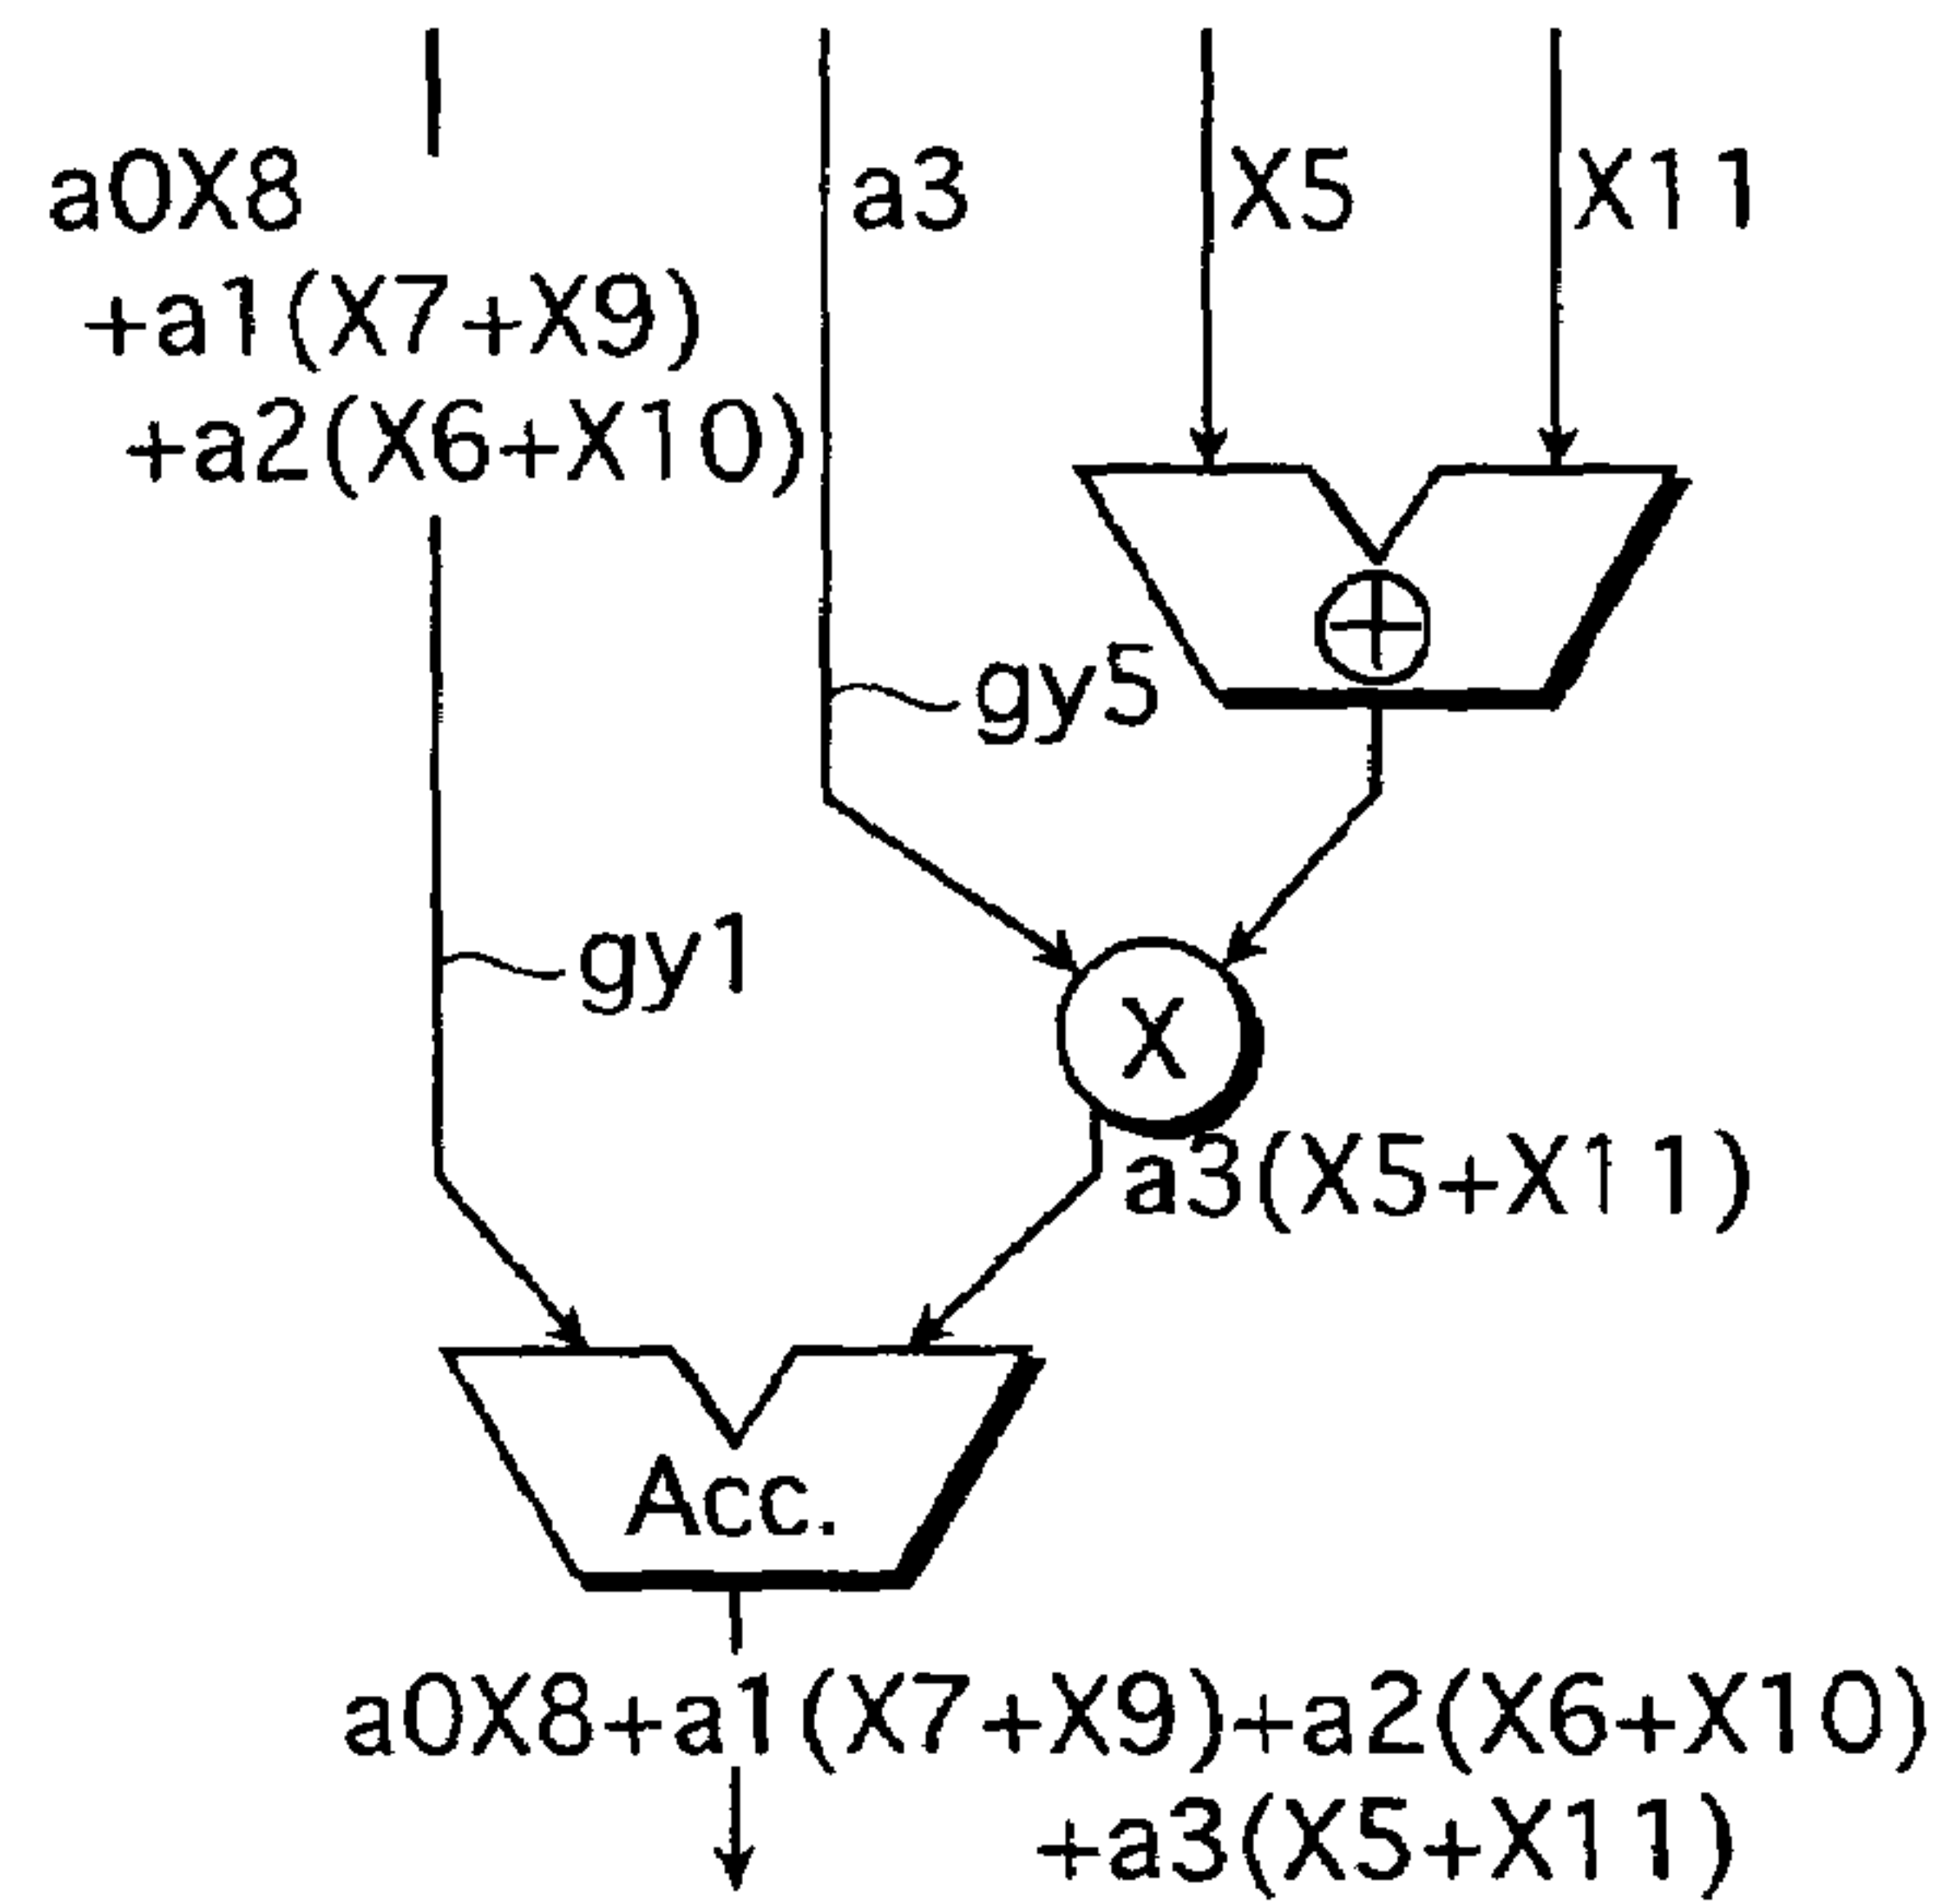 a0X8
+a1(X7+X9)
+a2(X6+X10)
a3
X5
X11
+
gy5
gy1
X
a3(X5+X11)
Acc.
a0X8+a1(X7+X9)+a2(X6+X10)
+a3(X5+X11)